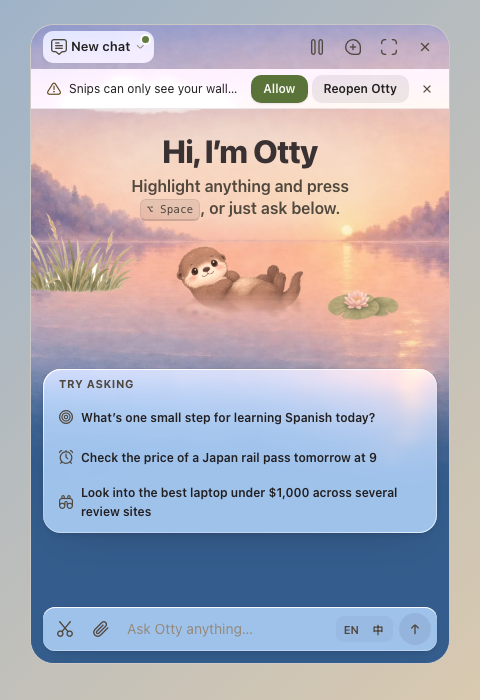 New chat
Snips can only see your wall...
Allow
Reopen Otty
Hi, I'm Otty
Highlight anything and press
⌥ Space, or just ask below.
TRY ASKING
What's one small step for learning Spanish today?
Check the price of a Japan rail pass tomorrow at 9
Look into the best laptop under $1,000 across several
review sites
Ask Otty anything...
EN 中